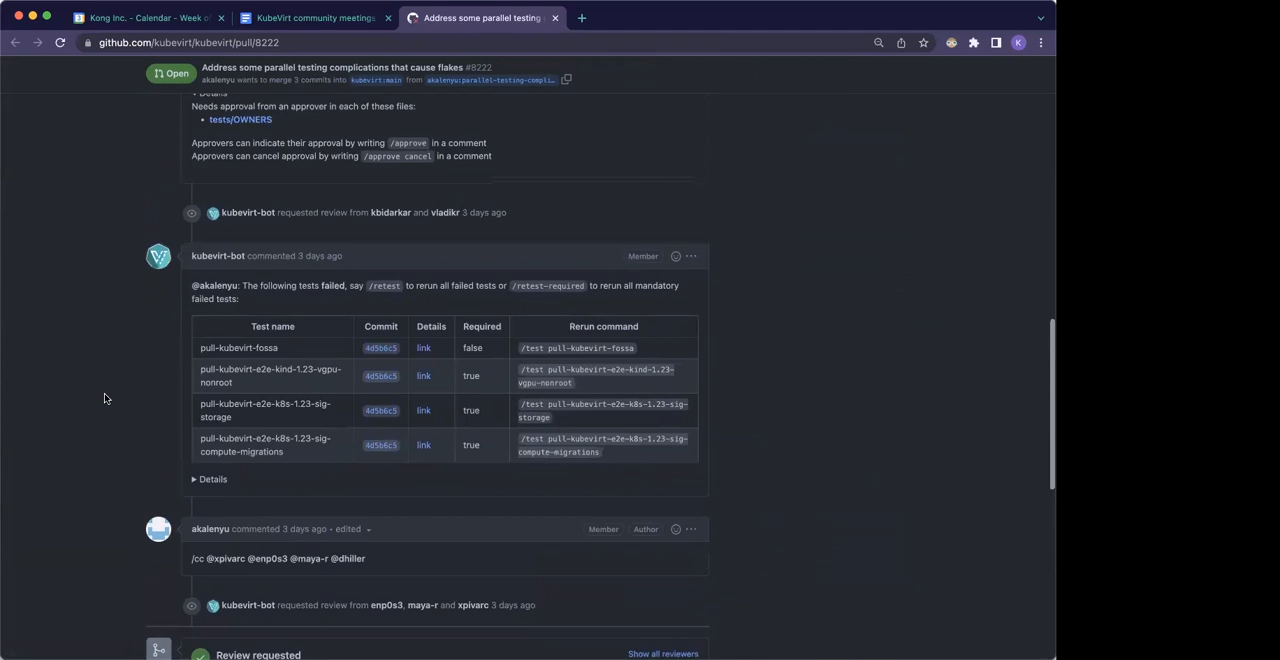 Kong Inc. - Calendar - Week of
KubeVirt community meetings
Address some parallel testing
github.com/kubevirt/kubevirt/pull/8222
K
Open
Address some parallel testing complications that cause flakes #8222
akalenyu wants to merge 3 commits into kubevirt:main from akalenyu:parallel-testing-compli…
Details
Needs approval from an approver in each of these files:
• tests/OWNERS
Approvers can indicate their approval by writing /approve in a comment
Approvers can cancel approval by writing /approve cancel in a comment
kubevirt-bot requested review from kbidarkar and vladikr 3 days ago
kubevirt-bot commented 3 days ago
Member
@akalenyu: The following tests failed, say /retest to rerun all failed tests or /retest-required to rerun all mandatory
failed tests:
Test name Commit Details Required Rerun command
pull-kubevirt-fossa 4d5b6c5 link false /test pull-kubevirt-fossa
pull-kubevirt-e2e-kind-1.23-vgpu-
nonroot
4d5b6c5 link true
/test pull-kubevirt-e2e-kind-1.23-
vgpu-nonroot
pull-kubevirt-e2e-k8s-1.23-sig-
storage
4d5b6c5 link true
/test pull-kubevirt-e2e-k8s-1.23-sig-
storage
pull-kubevirt-e2e-k8s-1.23-sig-
compute-migrations
4d5b6c5 link true
/test pull-kubevirt-e2e-k8s-1.23-sig-
compute-migrations
Details
akalenyu commented 3 days ago • edited
Member
Author
/cc @xpivarc @enp0s3 @maya-r @dhiller
kubevirt-bot requested review from enp0s3, maya-r and xpivarc 3 days ago
Review requested
Show all reviewers